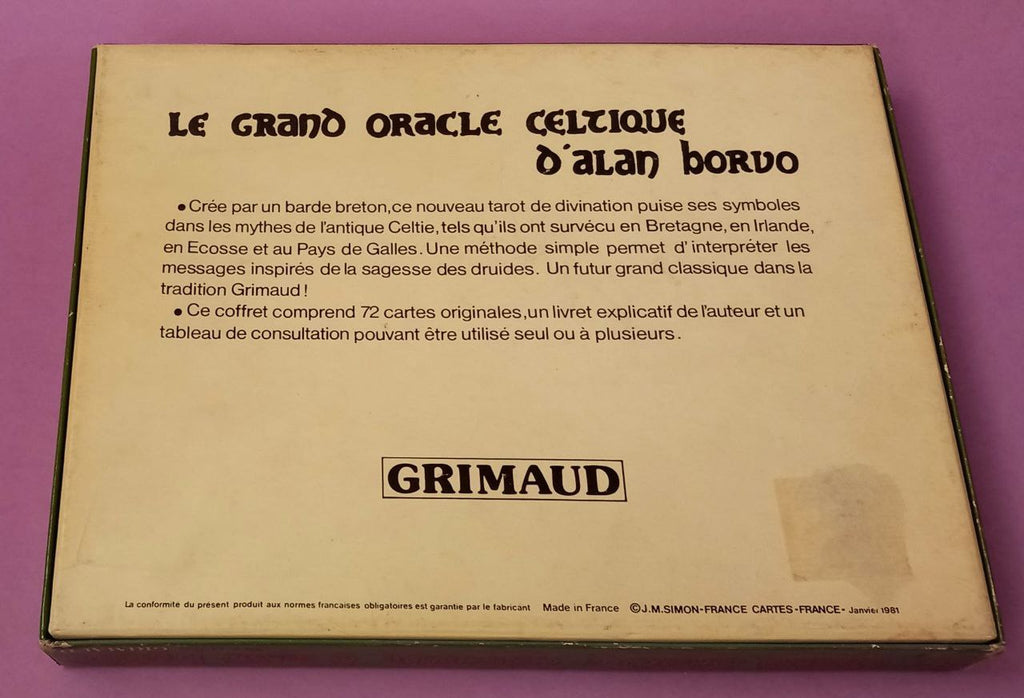 LE GRAND ORACLE CELTIQUE
D'ALAN BORVO
• Crée par un barde breton,ce nouveau tarot de divination puise ses symboles
dans les mythes de l'antique Celtie,tels qu'ils ont survécu en Bretagne,en Irlande,
en Ecosse et au Pays de Galles. Une méthode simple permet d'interpréter les
messages inspirés de la sagesse des druides. Un futur grand classique dans la
tradition Grimaud!
• Ce coffret comprend 72 cartes originales,un livret explicatif de l'auteur et un
tableau de consultation pouvant être utilisé seul ou à plusieurs.
GRIMAUD
La conformité du présent produit aux normes francaises obligatoires est garantie par le fabricant Made in France ©J.M.SIMON-FRANCE CARTES-FRANCE- Janvier 1981